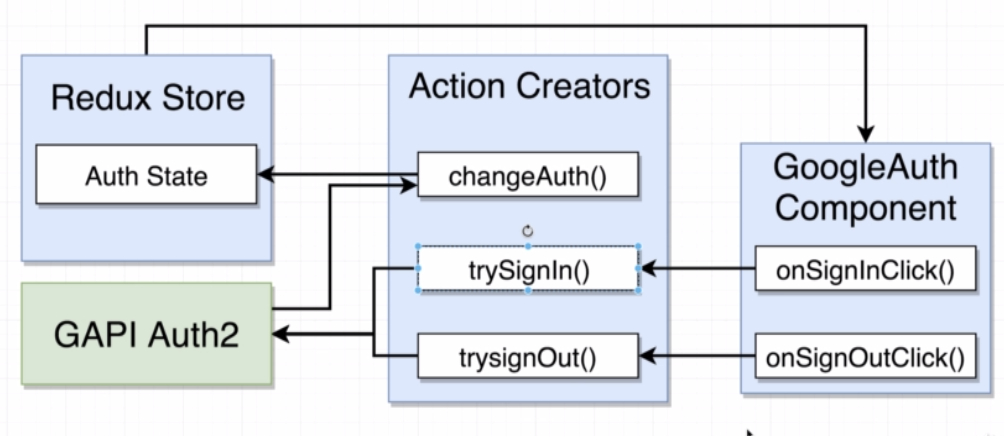 Redux Store
Auth State
GAPI Auth2
Action Creators
changeAuth()
trySignIn()
trysignOut()
GoogleAuth
Component
onSignInClick()
onSignOutClick()